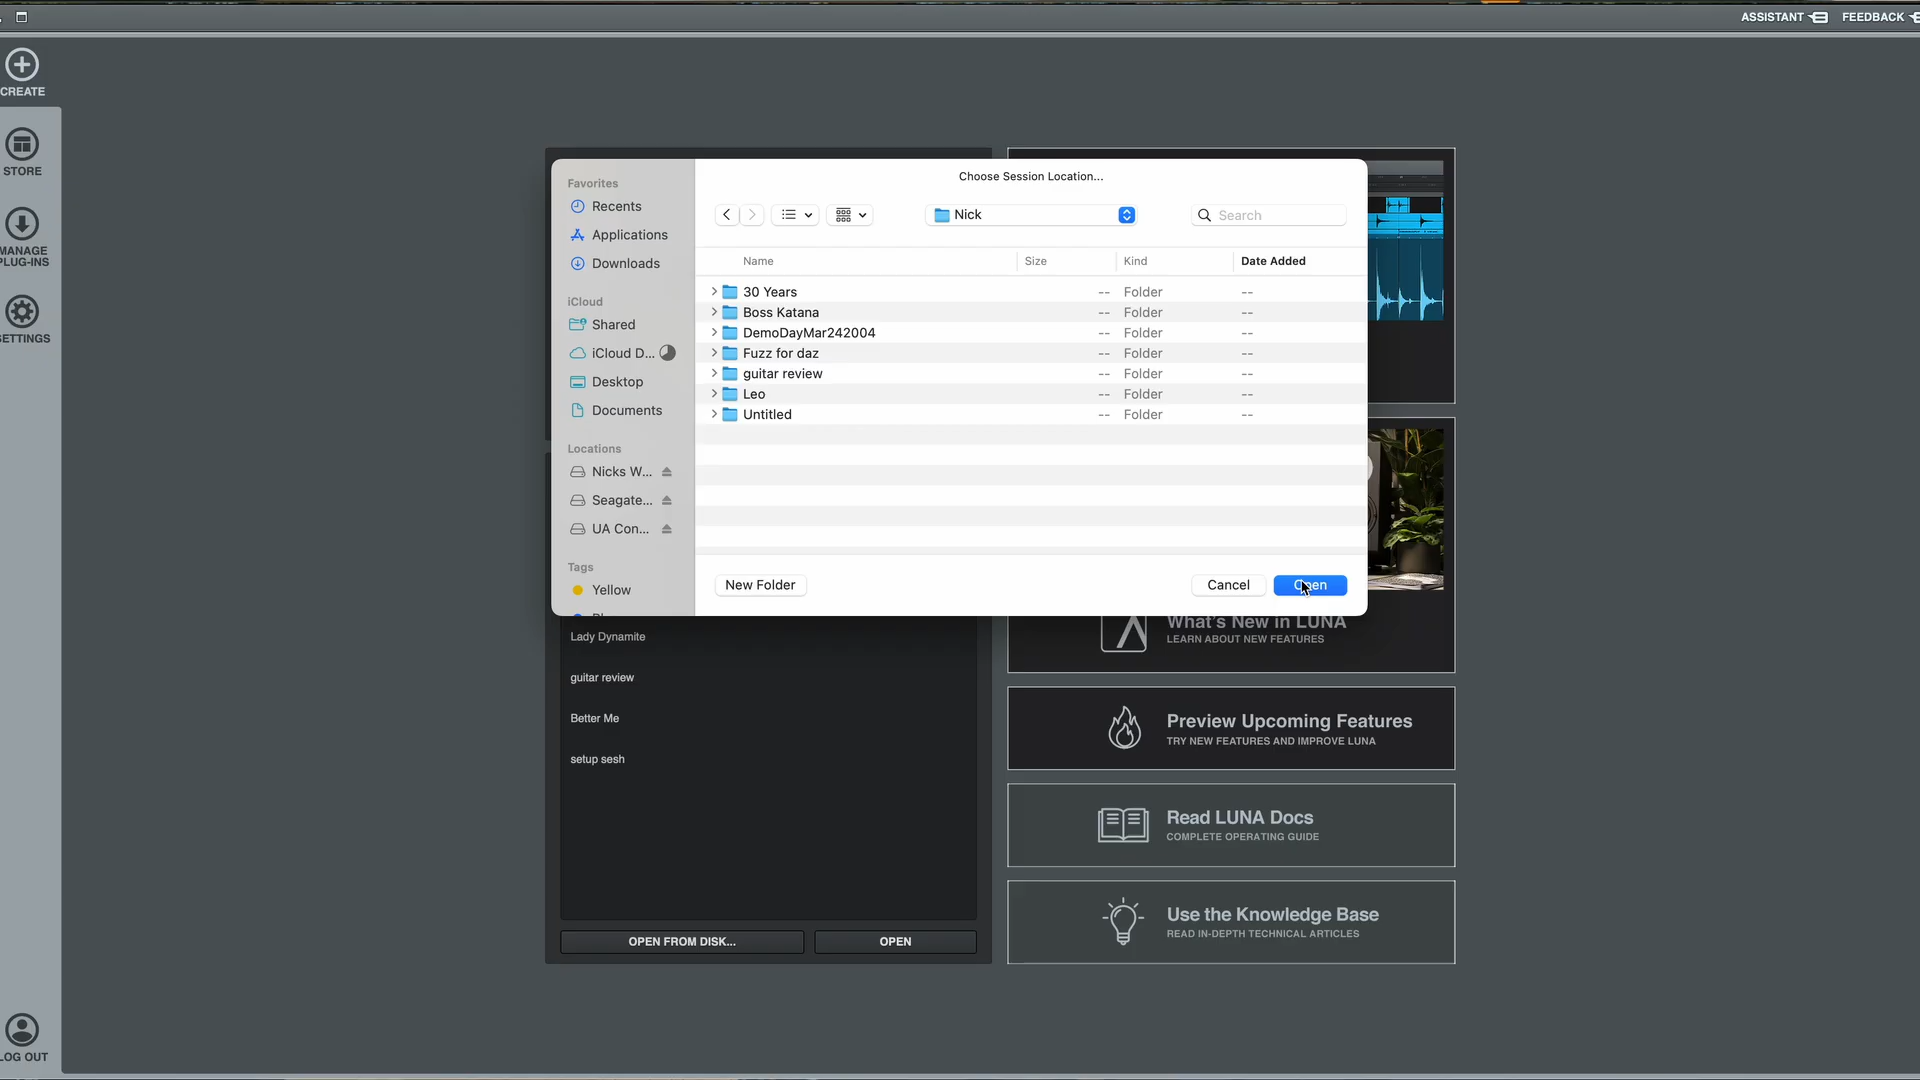 ASSISTANT
FEEDBACK
CREATE
STORE
MANAGE
PLUG-INS
SETTINGS
LOG OUT
Favorites
Recents
Applications
Downloads
iCloud
Shared
iCloud D...
Desktop
Documents
Locations
Nicks W...
Seagate...
UA Con...
Tags
Yellow
Choose Session Location...
Nick
Search
Name Size Kind Date Added
30 Years -- Folder --
Boss Katana -- Folder --
DemoDayMar242004 -- Folder --
Fuzz for daz -- Folder --
guitar review -- Folder --
Leo -- Folder --
Untitled -- Folder --
New Folder
Cancel
Open
Lady Dynamite
guitar review
Better Me
setup sesh
OPEN FROM DISK...
OPEN
What's New in LUNA
LEARN ABOUT NEW FEATURES
Preview Upcoming Features
TRY NEW FEATURES AND IMPROVE LUNA
Read LUNA Docs
COMPLETE OPERATING GUIDE
Use the Knowledge Base
READ IN-DEPTH TECHNICAL ARTICLES